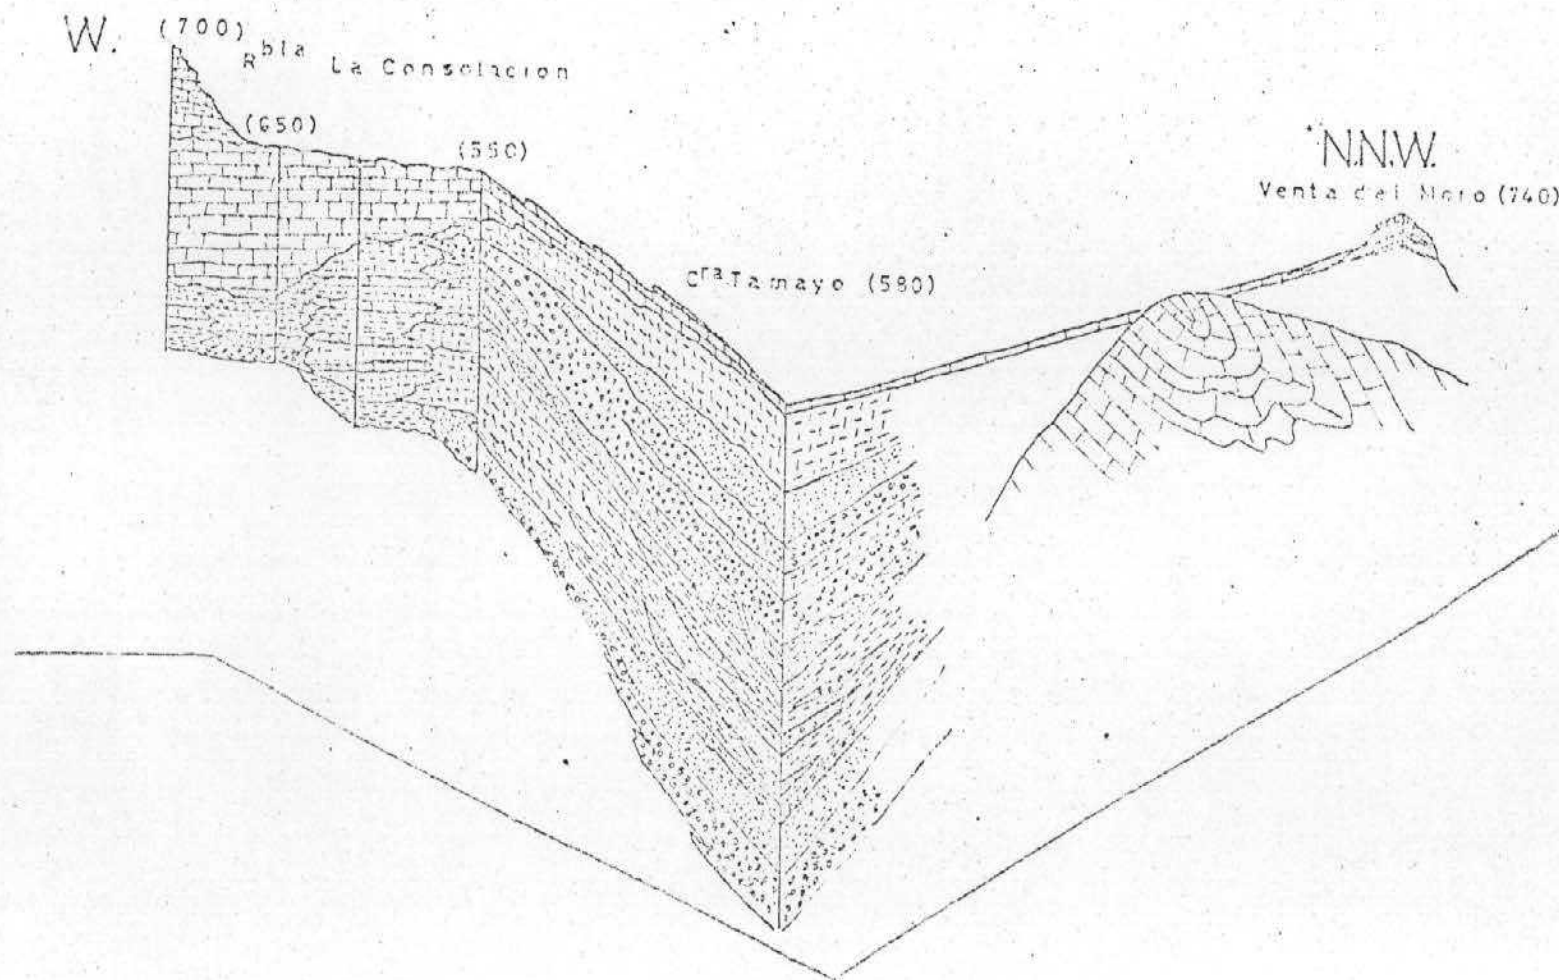 W.
(700)
Rbla La Consolacion
(650)
(550)
N.N.W.
Venta del Moro (740)
Cra Tamayo (580)